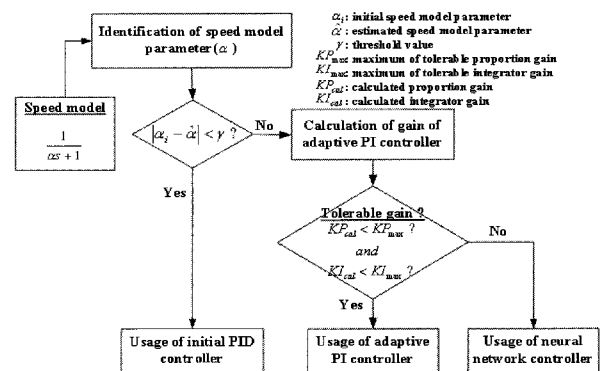 Identification of speed model
parameter(α )
α_i : initial speed model parameter
α̂ : estimated speed model parameter
γ : threshold value
KP_max: maximum of tolerable proportion gain
KI_max: maximum of tolerable integrator gain
KP_cal : calculated proportion gain
KI_cal : calculated integrator gain
Speed model
1
αs + 1
|α_i − α̂| < γ ?
No
Calculation of gain of
adaptive PI controller
Yes
Tolerable gain ?
KP_cal < KP_max ?
and
KI_cal < KI_max ?
No
Yes
Usage of initial PID
controller
Usage of adaptive
PI controller
Usage of neural
network controller